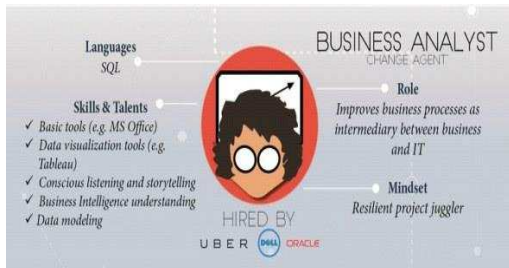 BUSINESS ANALYST
CHANGE AGENT
Languages
SQL
Skills & Talents
✓ Basic tools (e.g. MS Office)
✓ Data visualization tools (e.g.
Tableau)
✓ Conscious listening and storytelling
✓ Business Intelligence understanding
✓ Data modeling
Role
Improves business processes as
intermediary between business
and IT
Mindset
Resilient project juggler
HIRED BY
UBER DELL ORACLE